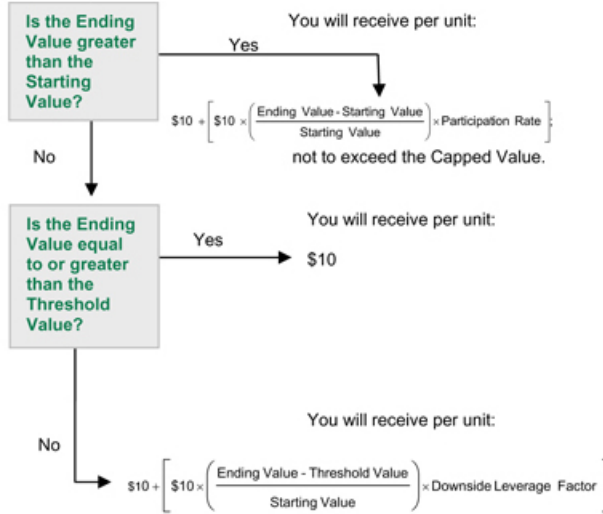 Is the Ending
Value greater
than the
Starting
Value?
Yes
You will receive per unit:
$10 + [ $10 × ( Ending Value - Starting Value / Starting Value ) × Participation Rate ];
not to exceed the Capped Value.
No
Is the Ending
Value equal
to or greater
than the
Threshold
Value?
Yes
You will receive per unit:
$10
No
You will receive per unit:
$10 + [ $10 × ( Ending Value - Threshold Value / Starting Value ) × Downside Leverage Factor ]